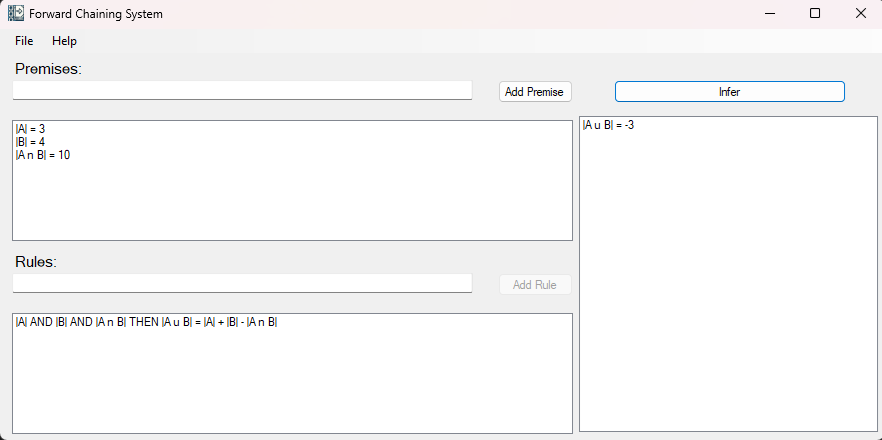 Forward Chaining System
File Help
Premises:
Add Premise
Infer
|A| = 3
|B| = 4
|A n B| = 10
|A u B| = -3
Rules:
Add Rule
|A| AND |B| AND |A n B| THEN |A u B| = |A| + |B| - |A n B|